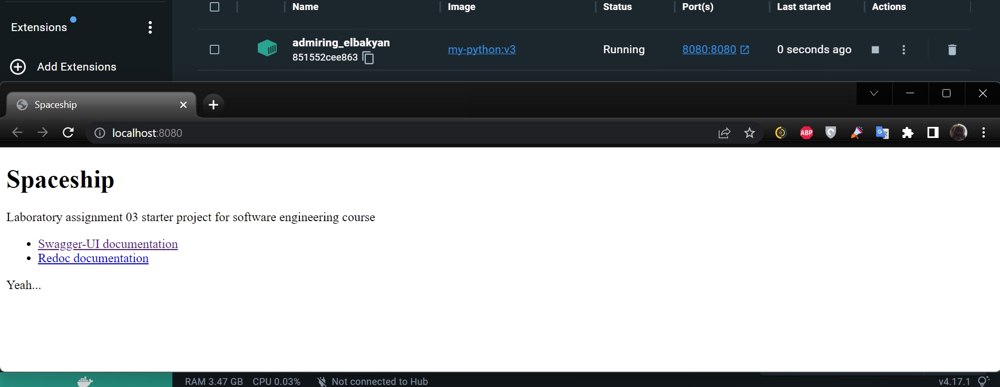 Name Image Status Port(s) Last started Actions
Extensions
admiring_elbakyan
my-python:v3 Running 8080:8080 0 seconds ago
851552cee863
Add Extensions
Spaceship
localhost:8080
ABP
Spaceship
Laboratory assignment 03 starter project for software engineering course
Swagger-UI documentation
Redoc documentation
Yeah...
RAM 3.47 GB CPU 0.03% Not connected to Hub v4.17.1